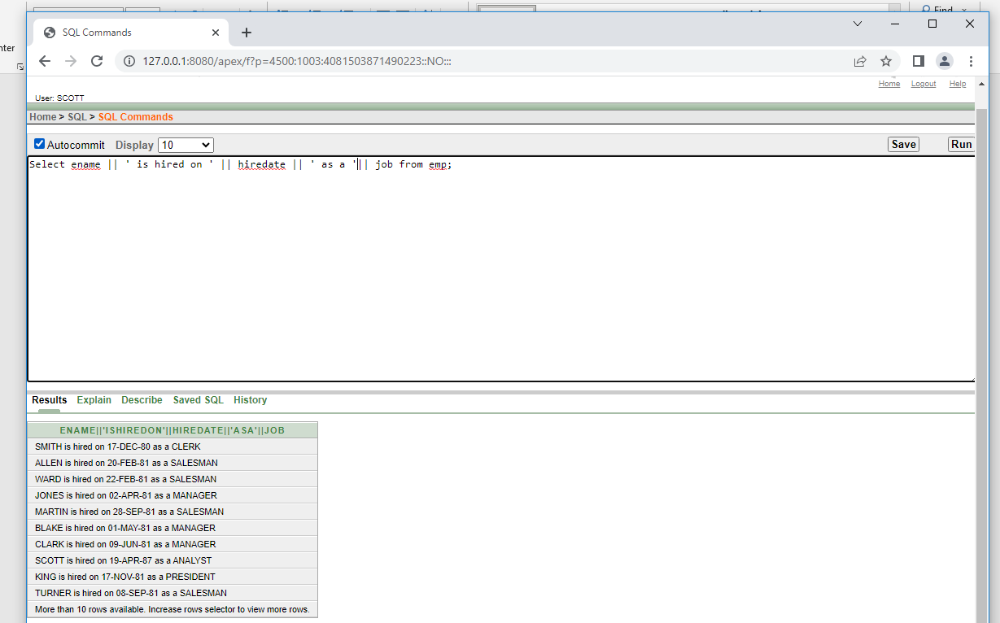 Find
nter
SQL Commands
127.0.0.1:8080/apex/f?p=4500:1003:4081503871490223::NO:::
Home Logout Help
User: SCOTT
Home > SQL > SQL Commands
Autocommit Display 10 Save Run
Select ename || ' is hired on ' || hiredate || ' as a '|| job from emp;
Results Explain Describe Saved SQL History
ENAME||'ISHIREDON'||HIREDATE||'ASA'||JOB
SMITH is hired on 17-DEC-80 as a CLERK
ALLEN is hired on 20-FEB-81 as a SALESMAN
WARD is hired on 22-FEB-81 as a SALESMAN
JONES is hired on 02-APR-81 as a MANAGER
MARTIN is hired on 28-SEP-81 as a SALESMAN
BLAKE is hired on 01-MAY-81 as a MANAGER
CLARK is hired on 09-JUN-81 as a MANAGER
SCOTT is hired on 19-APR-87 as a ANALYST
KING is hired on 17-NOV-81 as a PRESIDENT
TURNER is hired on 08-SEP-81 as a SALESMAN
More than 10 rows available. Increase rows selector to view more rows.